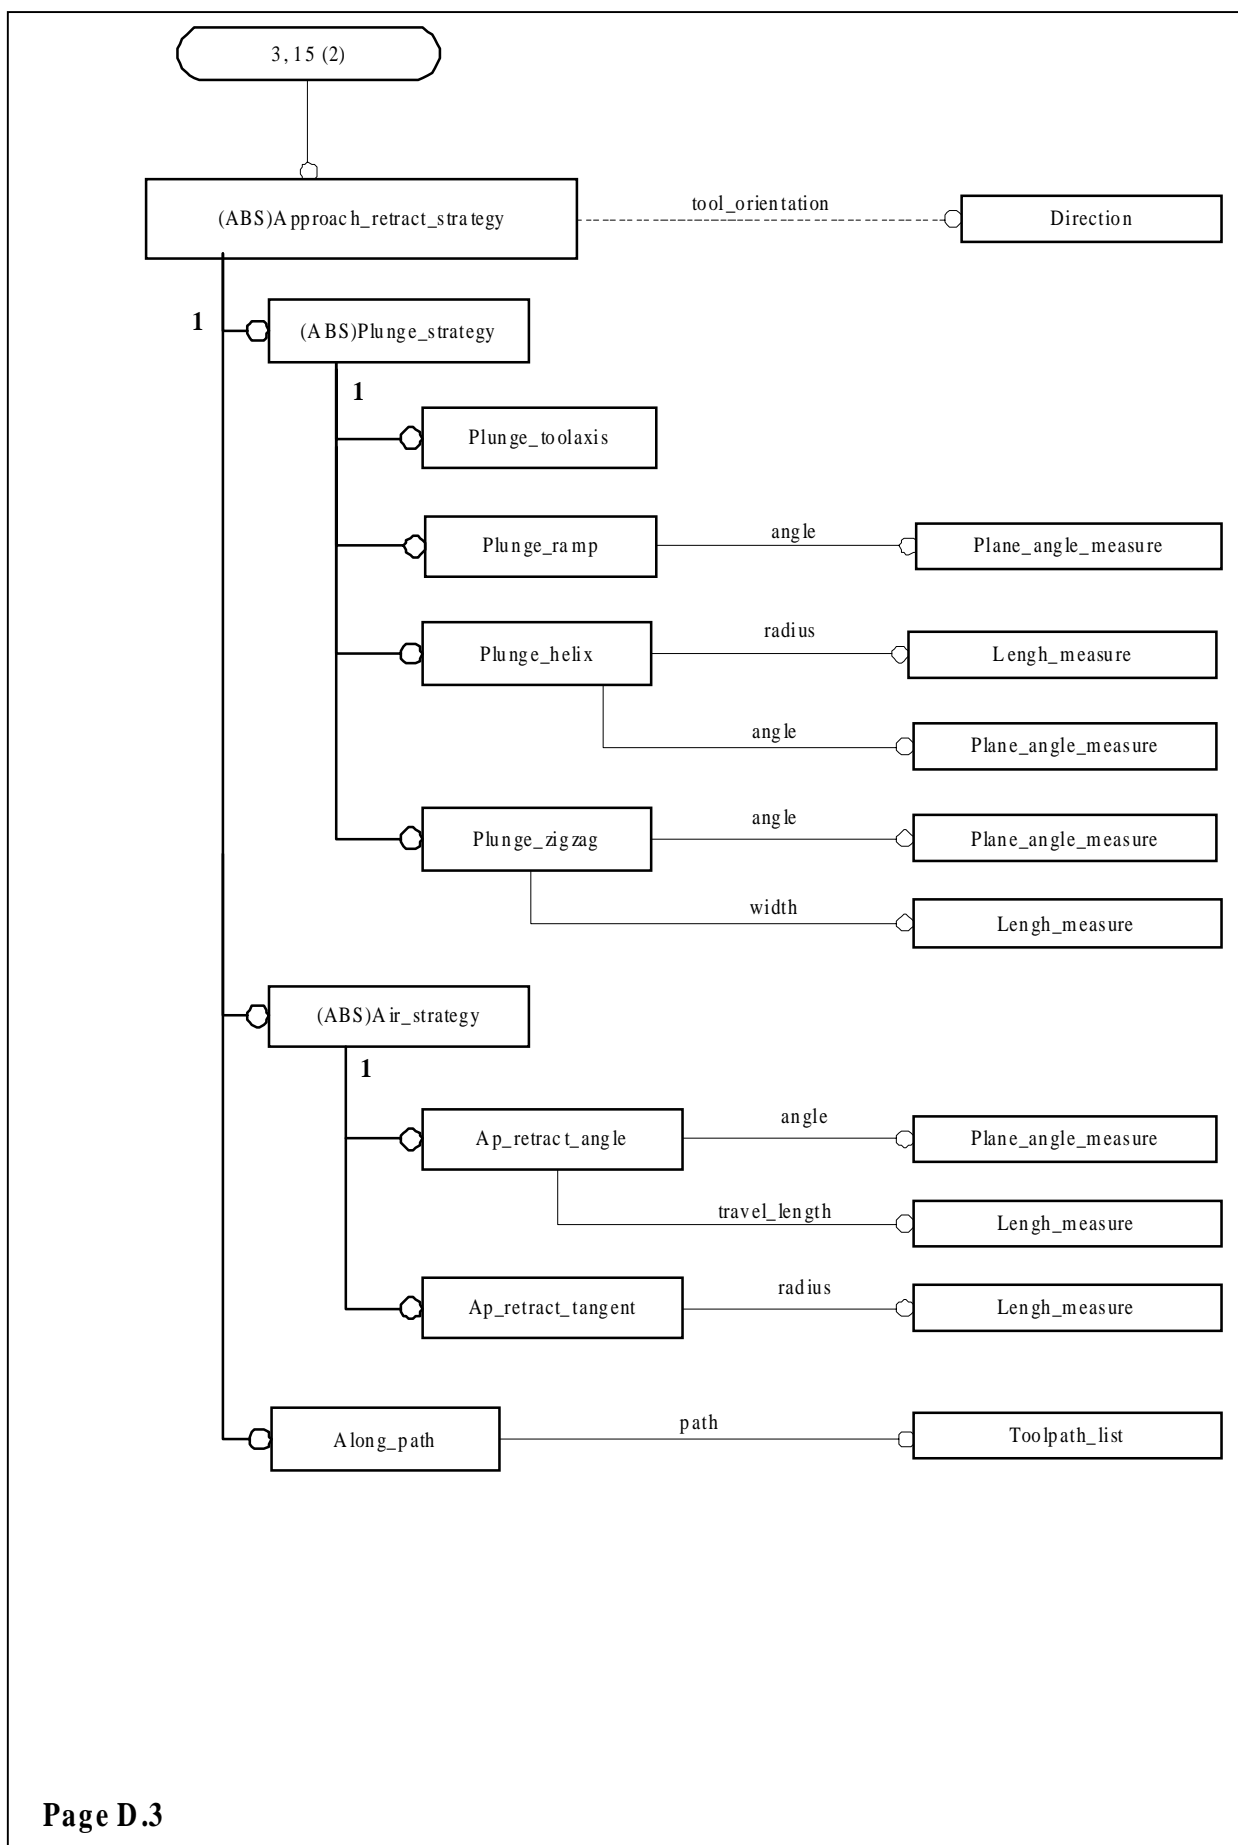 3, 15 (2)
(ABS)Approach_retract_strategy
tool_orientation
Direction
1
(ABS)Plunge_strategy
1
Plunge_toolaxis
Plunge_ramp
angle
Plane_angle_measure
Plunge_helix
radius
Lengh_measure
angle
Plane_angle_measure
Plunge_zigzag
angle
Plane_angle_measure
width
Lengh_measure
(ABS)Air_strategy
1
Ap_retract_angle
angle
Plane_angle_measure
travel_length
Lengh_measure
Ap_retract_tangent
radius
Lengh_measure
Along_path
path
Toolpath_list
Page D.3